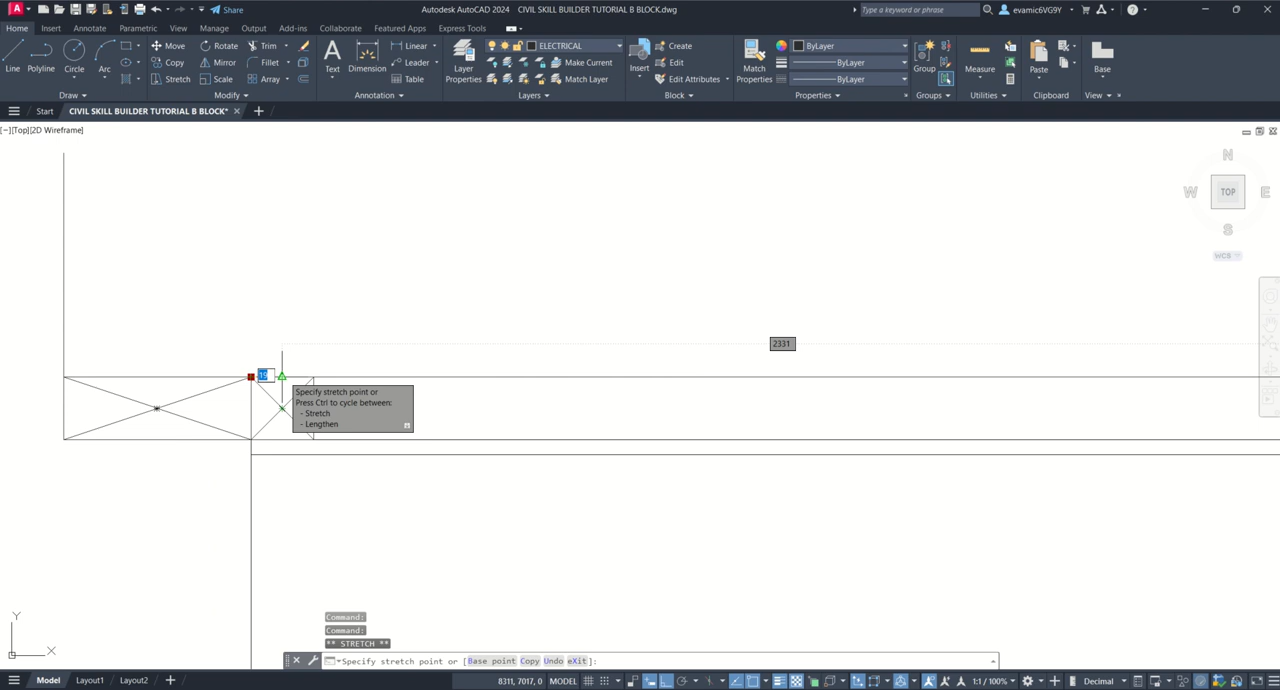 A Share Autodesk AutoCAD 2024 CIVIL SKILL BUILDER TUTORIAL B BLOCK.dwg Type a keyword or phrase evamic6VG9Y
Home Insert Annotate Parametric View Manage Output Add-ins Collaborate Featured Apps Express Tools
Line Polyline Circle Arc Move Rotate Trim Text Dimension Linear Layer Properties ELECTRICAL Insert Create Match Properties ByLayer Group Measure Paste Base
Copy Mirror Fillet Leader Make Current Edit ByLayer
Stretch Scale Array Table Match Layer Edit Attributes ByLayer
Draw Modify Annotation Layers Block Properties Groups Utilities Clipboard View
Start CIVIL SKILL BUILDER TUTORIAL B BLOCK*
[−][Top][2D Wireframe]
N
W TOP E
S
WCS
2331
19
Specify stretch point or
Press Ctrl to cycle between:
- Stretch
- Lengthen
Y
X
Command:
Command:
** STRETCH **
Specify stretch point or [Base point Copy Undo eXit]:
Model Layout1 Layout2 8311, 7017, 0 MODEL 1:1 / 100% Decimal